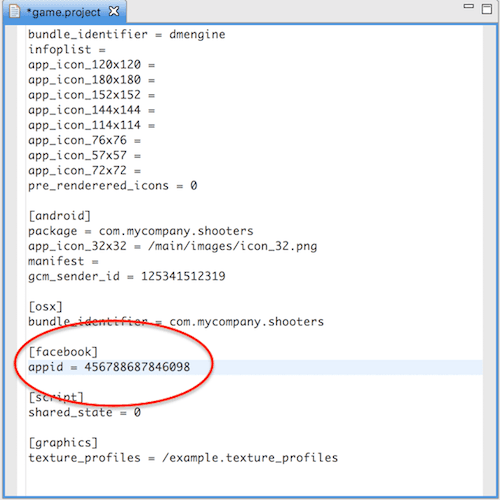 *game.project
bundle_identifier = dmengine
infoplist =
app_icon_120x120 =
app_icon_180x180 =
app_icon_152x152 =
app_icon_144x144 =
app_icon_114x114 =
app_icon_76x76 =
app_icon_57x57 =
app_icon_72x72 =
pre_renderered_icons = 0
[android]
package = com.mycompany.shooters
app_icon_32x32 = /main/images/icon_32.png
manifest =
gcm_sender_id = 125341512319
[osx]
bundle_identifier = com.mycompany.shooters
[facebook]
appid = 456788687846098
[script]
shared_state = 0
[graphics]
texture_profiles = /example.texture_profiles